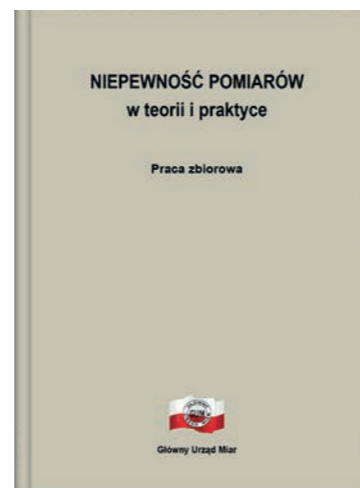 NIEPEWNOŚĆ POMIARÓW
w teorii i praktyce
Praca zbiorowa
Główny Urząd Miar